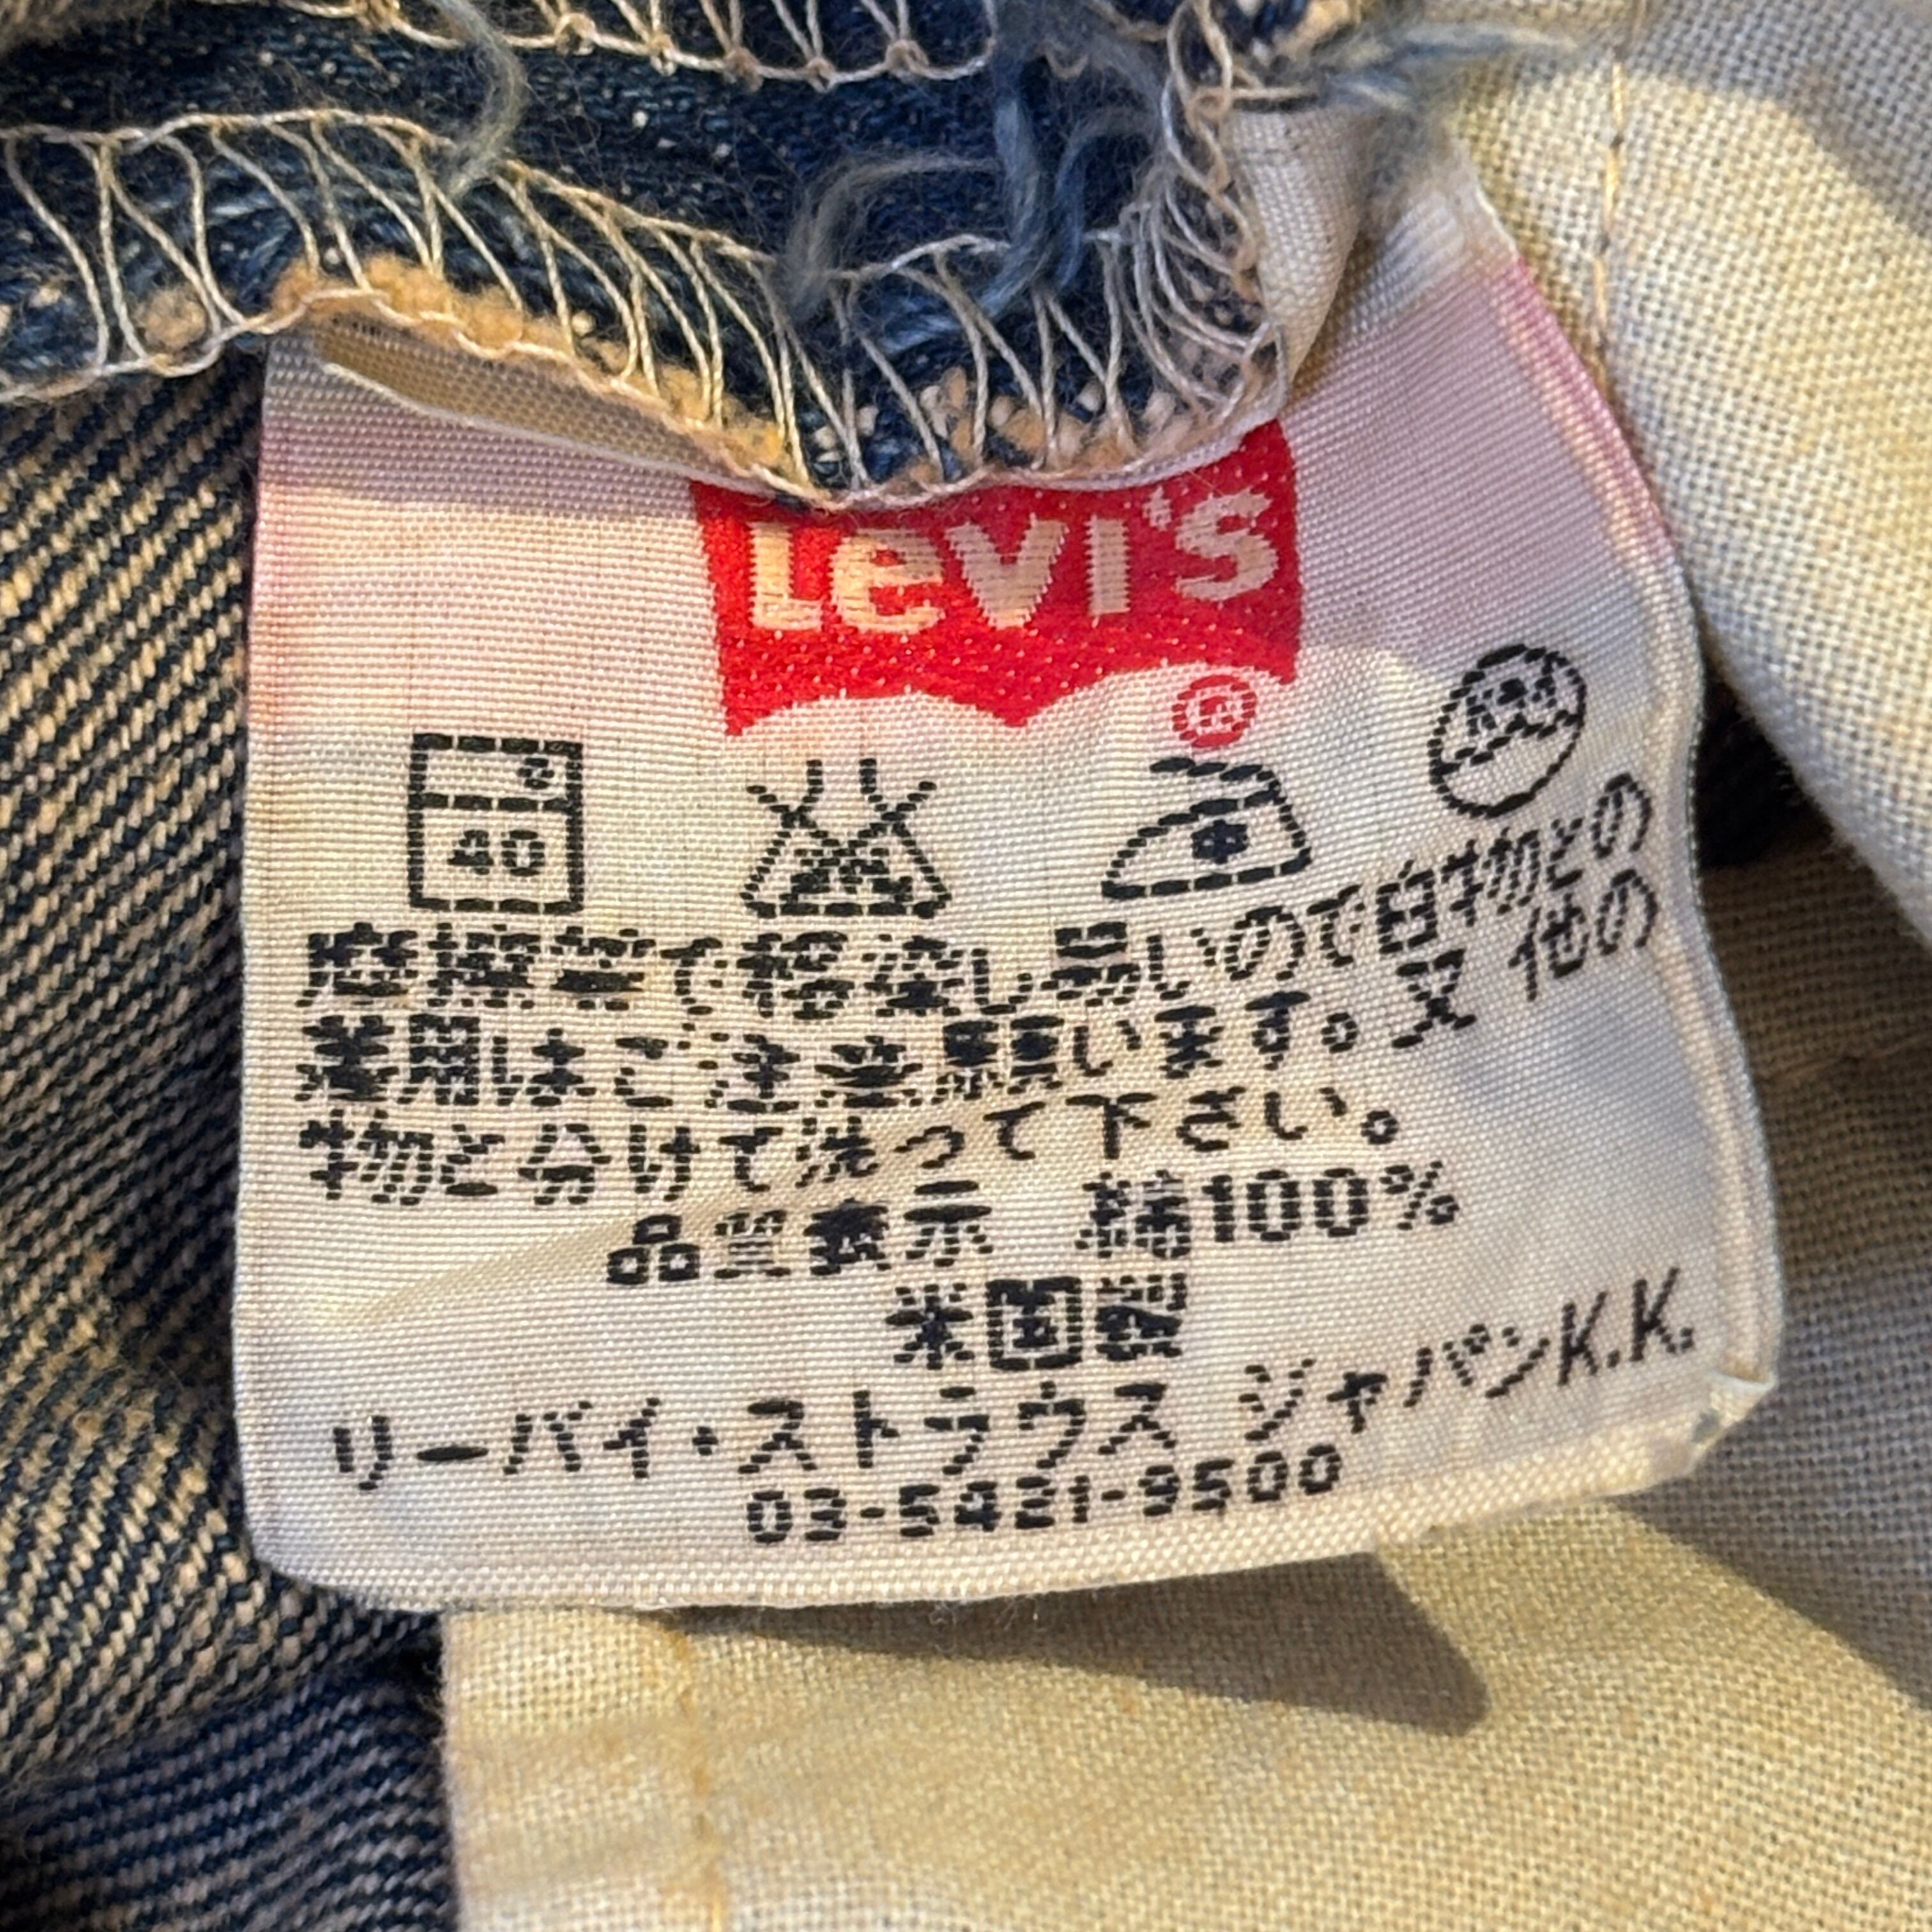 LEVI'S
®
40 中
摩擦等で移染し易いので白物との
着用はご注意願います。又他の
物と分けて洗って下さい。
品質表示 綿100%
米国製
リーバイ・ストラウス ジャパンK.K.
03-5421-9500